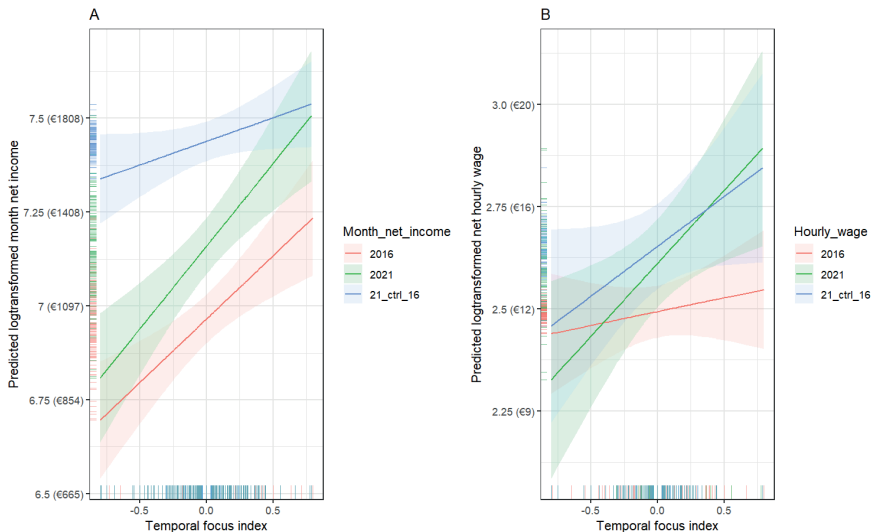 A
Predicted logtransformed month net income
7.5 (€1808)
7.25 (€1408)
7 (€1097)
6.75 (€854)
6.5 (€665)
-0.5
0.0
0.5
Temporal focus index
Month_net_income
2016
2021
21_ctrl_16
B
Predicted logtransformed net hourly wage
3.0 (€20)
2.75 (€16)
2.5 (€12)
2.25 (€9)
-0.5
0.0
0.5
Temporal focus index
Hourly_wage
2016
2021
21_ctrl_16